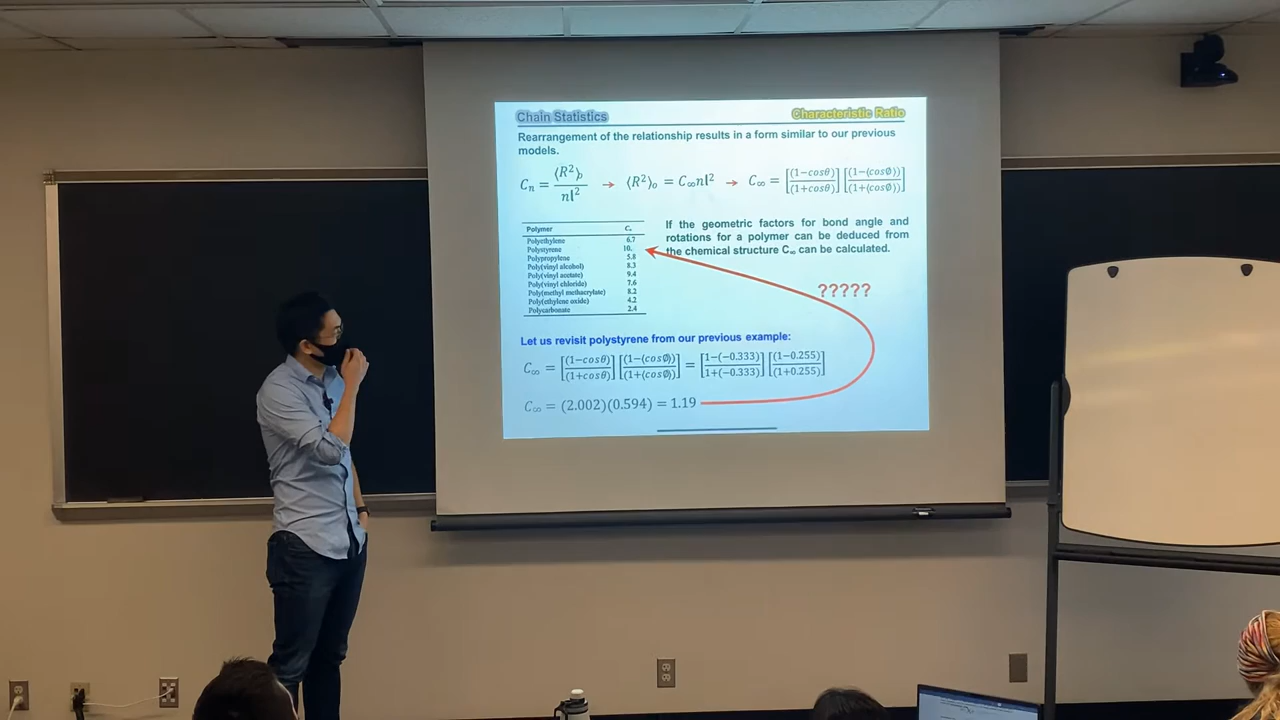 Chain Statistics
Characteristic Ratio
Rearrangement of the relationship results in a form similar to our previous
models.
Cₙ = ⟨R²⟩ₒ / nl² → ⟨R²⟩ₒ = C∞nl² → C∞ = [(1−cosθ)/(1+cosθ)] [(1−⟨cosØ⟩)/(1+⟨cosØ⟩)]
Polymer C∞
Polyethylene 6.7
Polystyrene 10.
Polypropylene 5.8
Poly(vinyl alcohol) 8.3
Poly(vinyl acetate) 9.4
Poly(vinyl chloride) 7.6
Poly(methyl methacrylate) 8.2
Poly(ethylene oxide) 4.2
Polycarbonate 2.4
If the geometric factors for bond angle and
rotations for a polymer can be deduced from
the chemical structure C∞ can be calculated.
?????
Let us revisit polystyrene from our previous example:
C∞ = [(1−cosθ)/(1+cosθ)] [(1−⟨cosØ⟩)/(1+⟨cosØ⟩)] = [1−(−0.333)/1+(−0.333)] [(1−0.255)/(1+0.255)]
C∞ = (2.002)(0.594) = 1.19